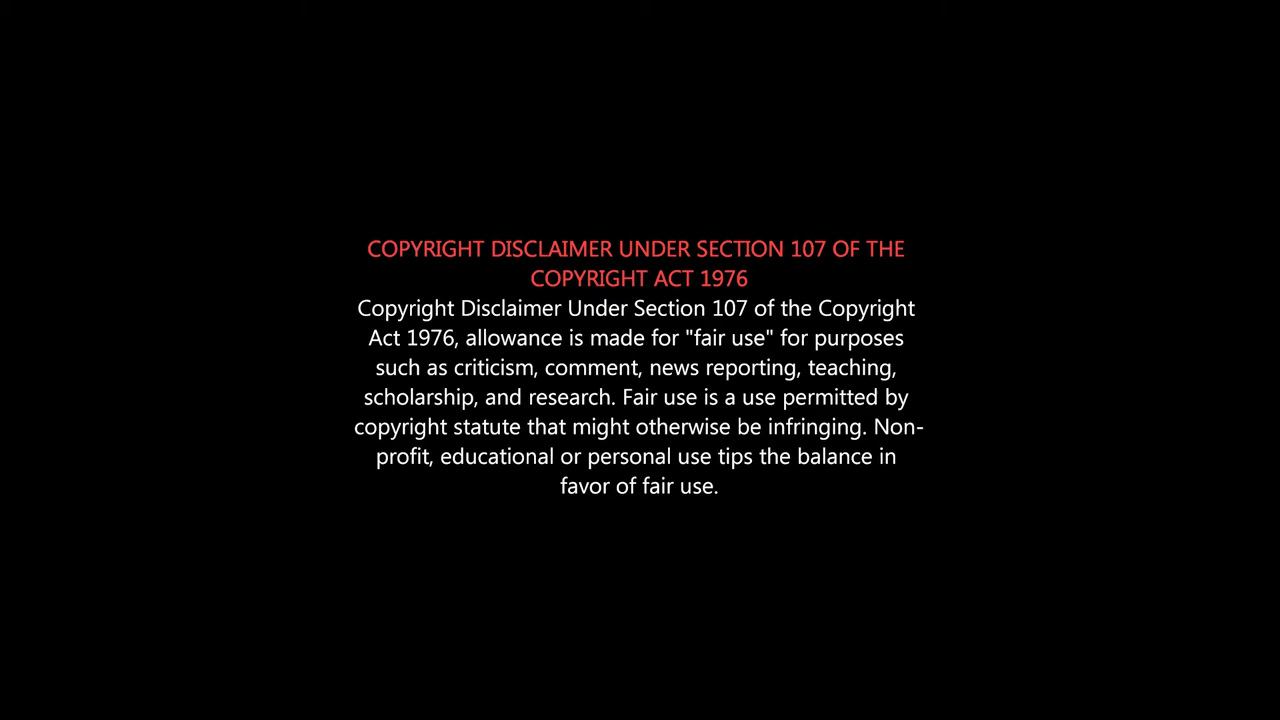 COPYRIGHT DISCLAIMER UNDER SECTION 107 OF THE
COPYRIGHT ACT 1976
Copyright Disclaimer Under Section 107 of the Copyright
Act 1976, allowance is made for "fair use" for purposes
such as criticism, comment, news reporting, teaching,
scholarship, and research. Fair use is a use permitted by
copyright statute that might otherwise be infringing. Non-
profit, educational or personal use tips the balance in
favor of fair use.